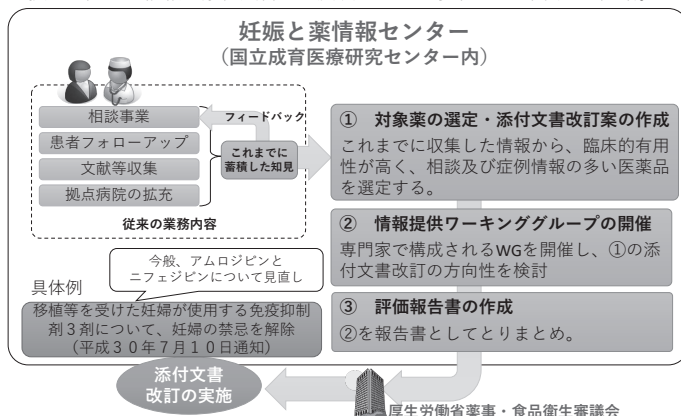 妊娠と薬情報センター
（国立成育医療研究センター内）
相談事業
患者フォローアップ
文献等収集
拠点病院の拡充
従来の業務内容
フィードバック
これまでに
蓄積した知見
① 対象薬の選定・添付文書改訂案の作成
これまでに収集した情報から、臨床的有用
性が高く、相談及び症例情報の多い医薬品
を選定する。
② 情報提供ワーキンググループの開催
専門家で構成されるWGを開催し、①の添
付文書改訂の方向性を検討
③ 評価報告書の作成
②を報告書としてとりまとめ。
今般、アムロジピンと
ニフェジピンについて見直し
具体例
移植等を受けた妊婦が使用する免疫抑制
剤３剤について、妊婦の禁忌を解除
（平成３０年７月１０日通知）
添付文書
改訂の実施
厚生労働省薬事・食品衛生審議会